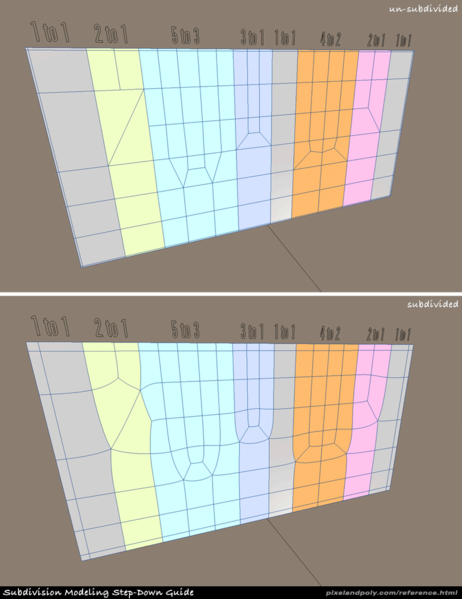 un-subdivided
1 to 1 2 to 1 5 to 3 3 to 1 1 to 1 4 to 2 2 to 1 1 to 1
subdivided
1 to 1 2 to 1 5 to 3 3 to 1 1 to 1 4 to 2 2 to 1 1 to 1
Subdivision Modeling Step-Down Guide pixelandpoly.com/reference.html